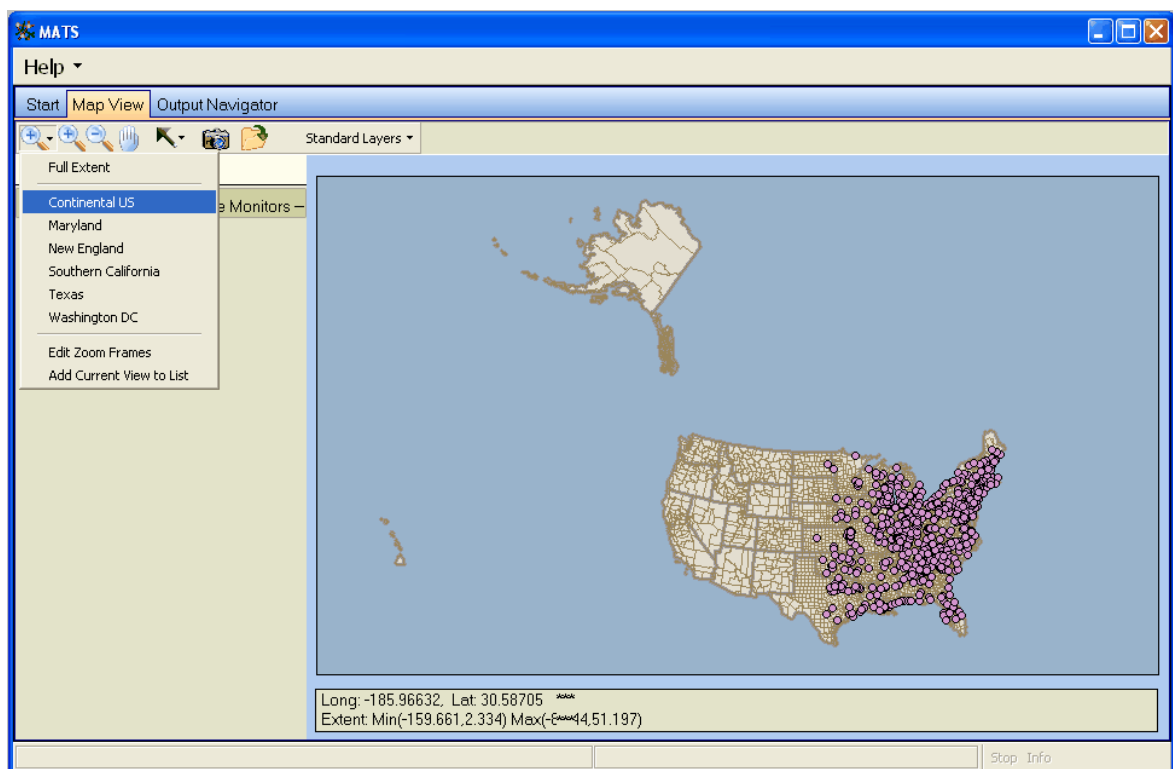 MATS
Help
Start Map View Output Navigator
Standard Layers
Full Extent
Continental US
e Monitors –
Maryland
New England
Southern California
Texas
Washington DC
Edit Zoom Frames
Add Current View to List
Long: -185.96632, Lat: 30.58705 ****
Extent: Min(-159.661,2.334) Max(-8***44,51.197)
Stop Info